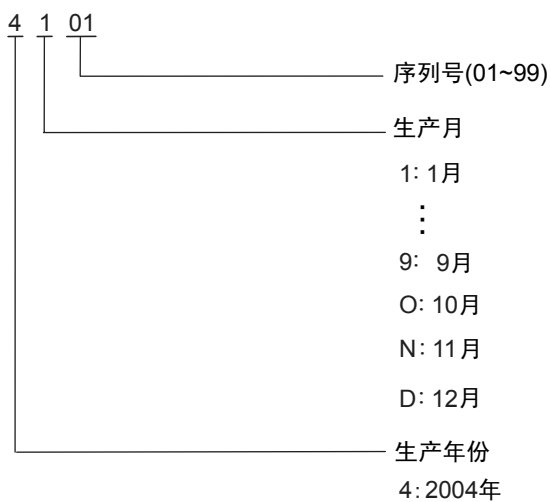 4 1 01
序列号(01~99)
生产月
1: 1月
⋮
9: 9月
O: 10月
N: 11月
D: 12月
生产年份
4: 2004年